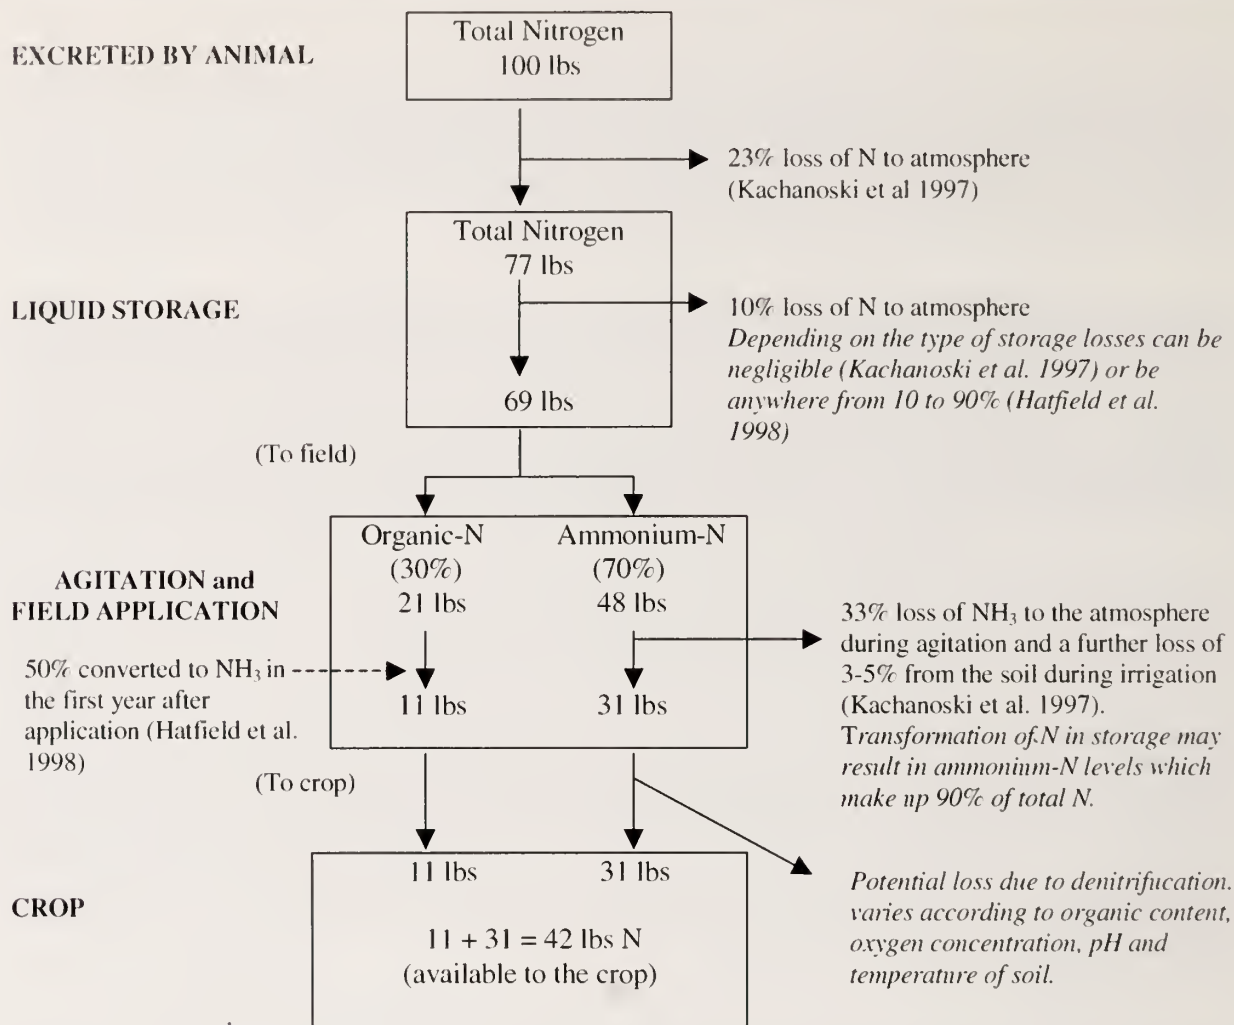 EXCRETED BY ANIMAL
Total Nitrogen
100 lbs
23% loss of N to atmosphere
(Kachanoski et al 1997)
LIQUID STORAGE
Total Nitrogen
77 lbs
69 lbs
10% loss of N to atmosphere
Depending on the type of storage losses can be
negligible (Kachanoski et al. 1997) or be
anywhere from 10 to 90% (Hatfield et al.
1998)
(To field)
AGITATION and
FIELD APPLICATION
50% converted to NH₃ in
the first year after
application (Hatfield et al.
1998)
Organic-N
(30%)
21 lbs
11 lbs
Ammonium-N
(70%)
48 lbs
31 lbs
33% loss of NH₃ to the atmosphere
during agitation and a further loss of
3-5% from the soil during irrigation
(Kachanoski et al. 1997).
Transformation of N in storage may
result in ammonium-N levels which
make up 90% of total N.
(To crop)
CROP
11 lbs 31 lbs
11 + 31 = 42 lbs N
(available to the crop)
Potential loss due to denitrification.
varies according to organic content,
oxygen concentration, pH and
temperature of soil.